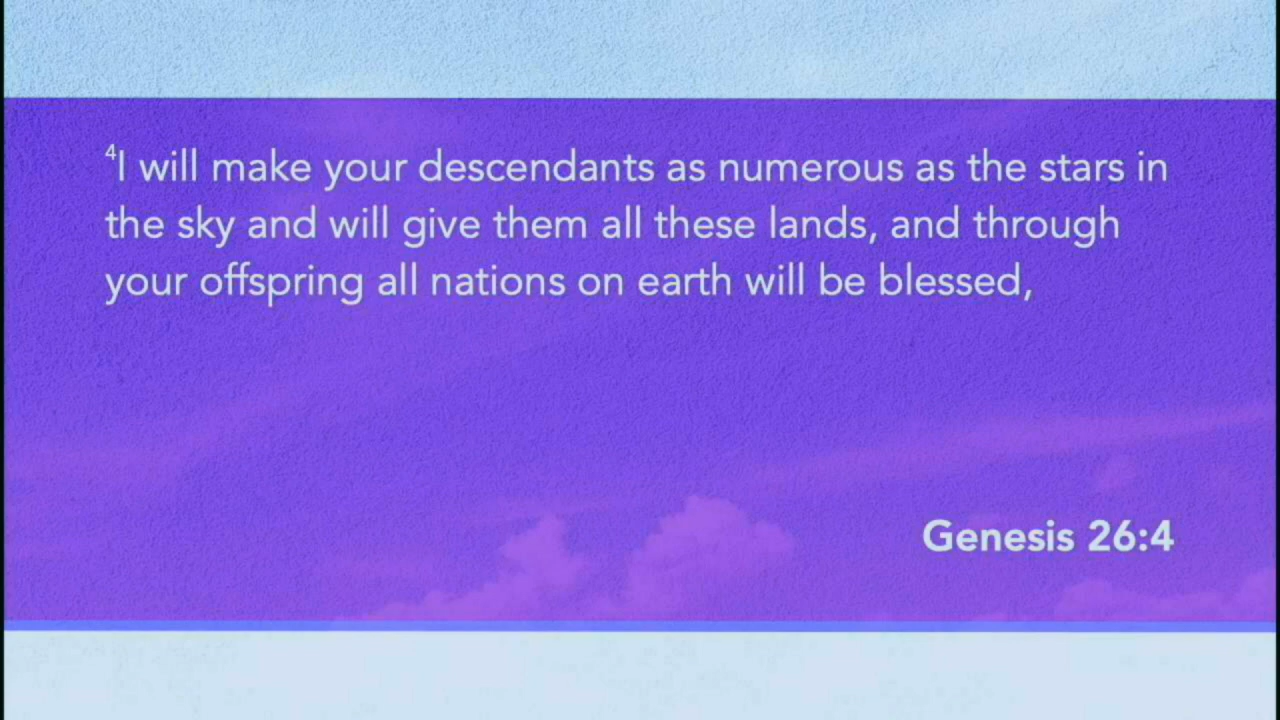 ⁴I will make your descendants as numerous as the stars in
the sky and will give them all these lands, and through
your offspring all nations on earth will be blessed,
Genesis 26:4